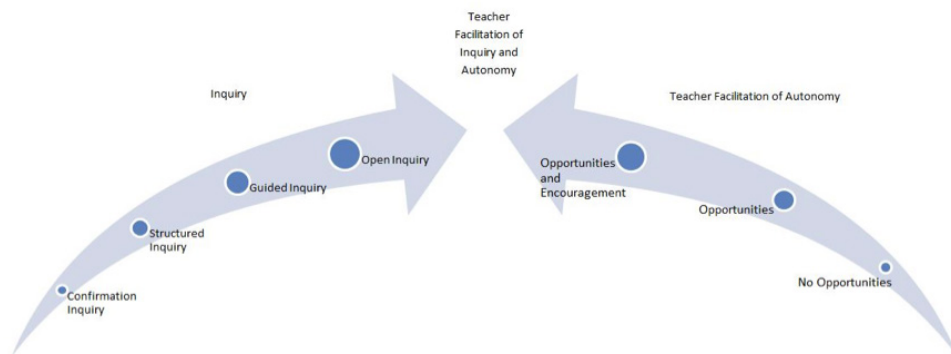 Teacher
Facilitation of
Inquiry and
Autonomy
Inquiry
Open Inquiry
Guided Inquiry
Structured
Inquiry
Confirmation
Inquiry
Teacher Facilitation of Autonomy
Opportunities
and
Encouragement
Opportunities
No Opportunities